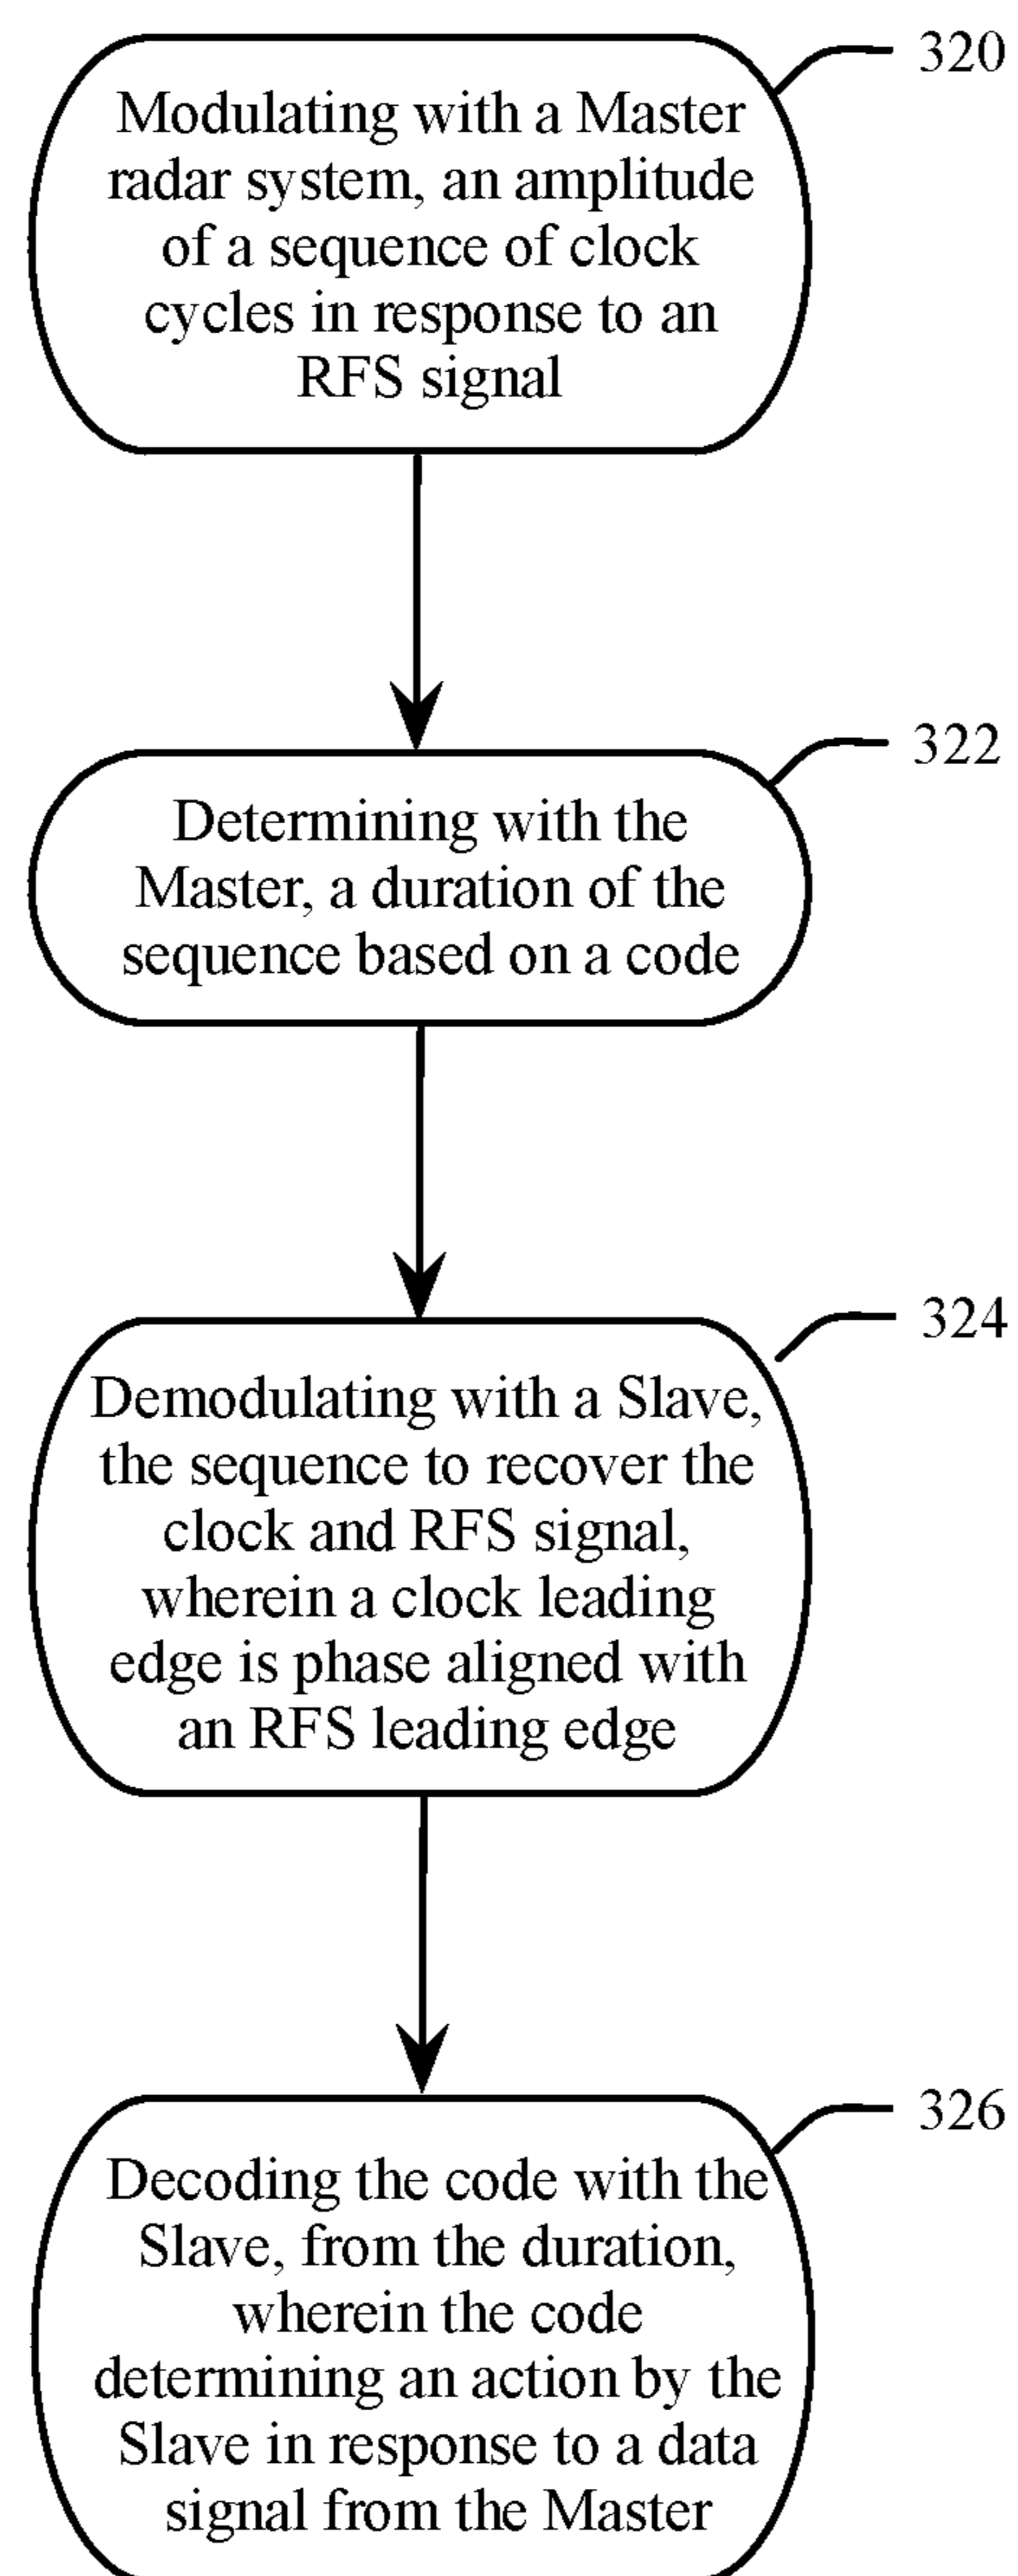 320
Modulating with a Master
radar system, an amplitude
of a sequence of clock
cycles in response to an
RFS signal
322
Determining with the
Master, a duration of the
sequence based on a code
324
Demodulating with a Slave,
the sequence to recover the
clock and RFS signal,
wherein a clock leading
edge is phase aligned with
an RFS leading edge
326
Decoding the code with the
Slave, from the duration,
wherein the code
determining an action by the
Slave in response to a data
signal from the Master